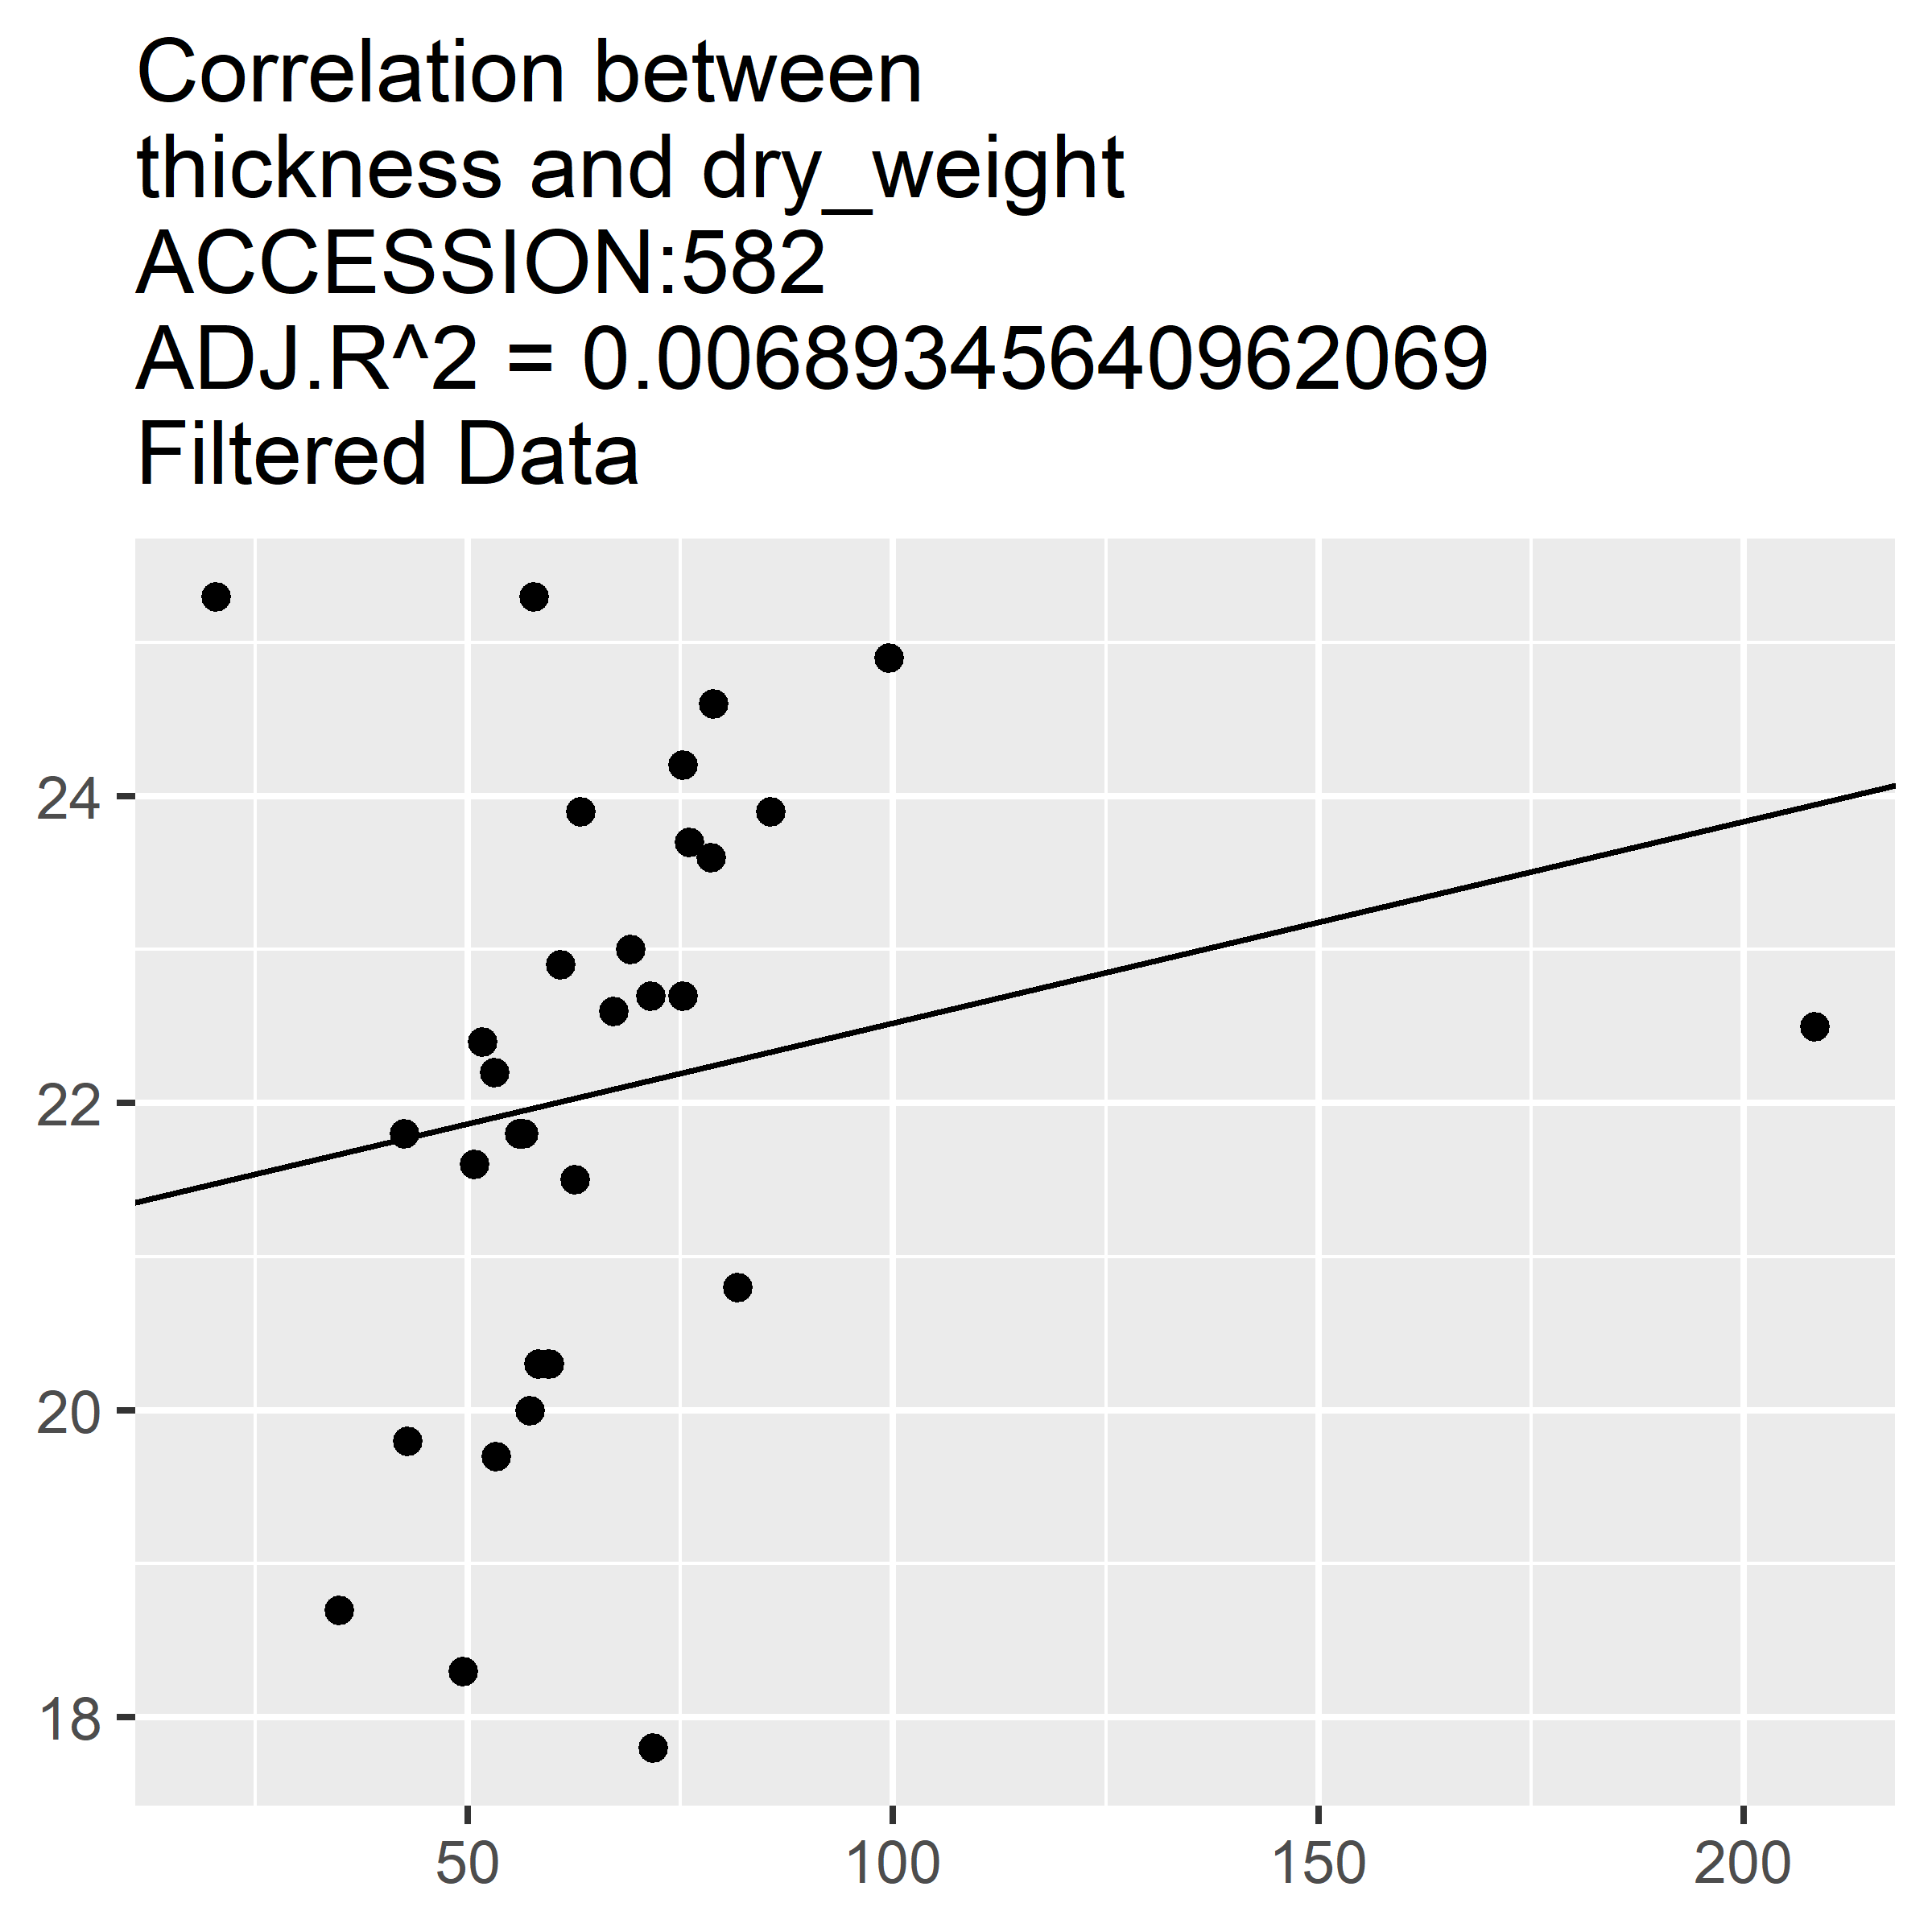 Correlation between
thickness and dry_weight
ACCESSION:582
ADJ.R^2 = 0.00689345640962069
Filtered Data
24
22
20
18
50 100 150 200